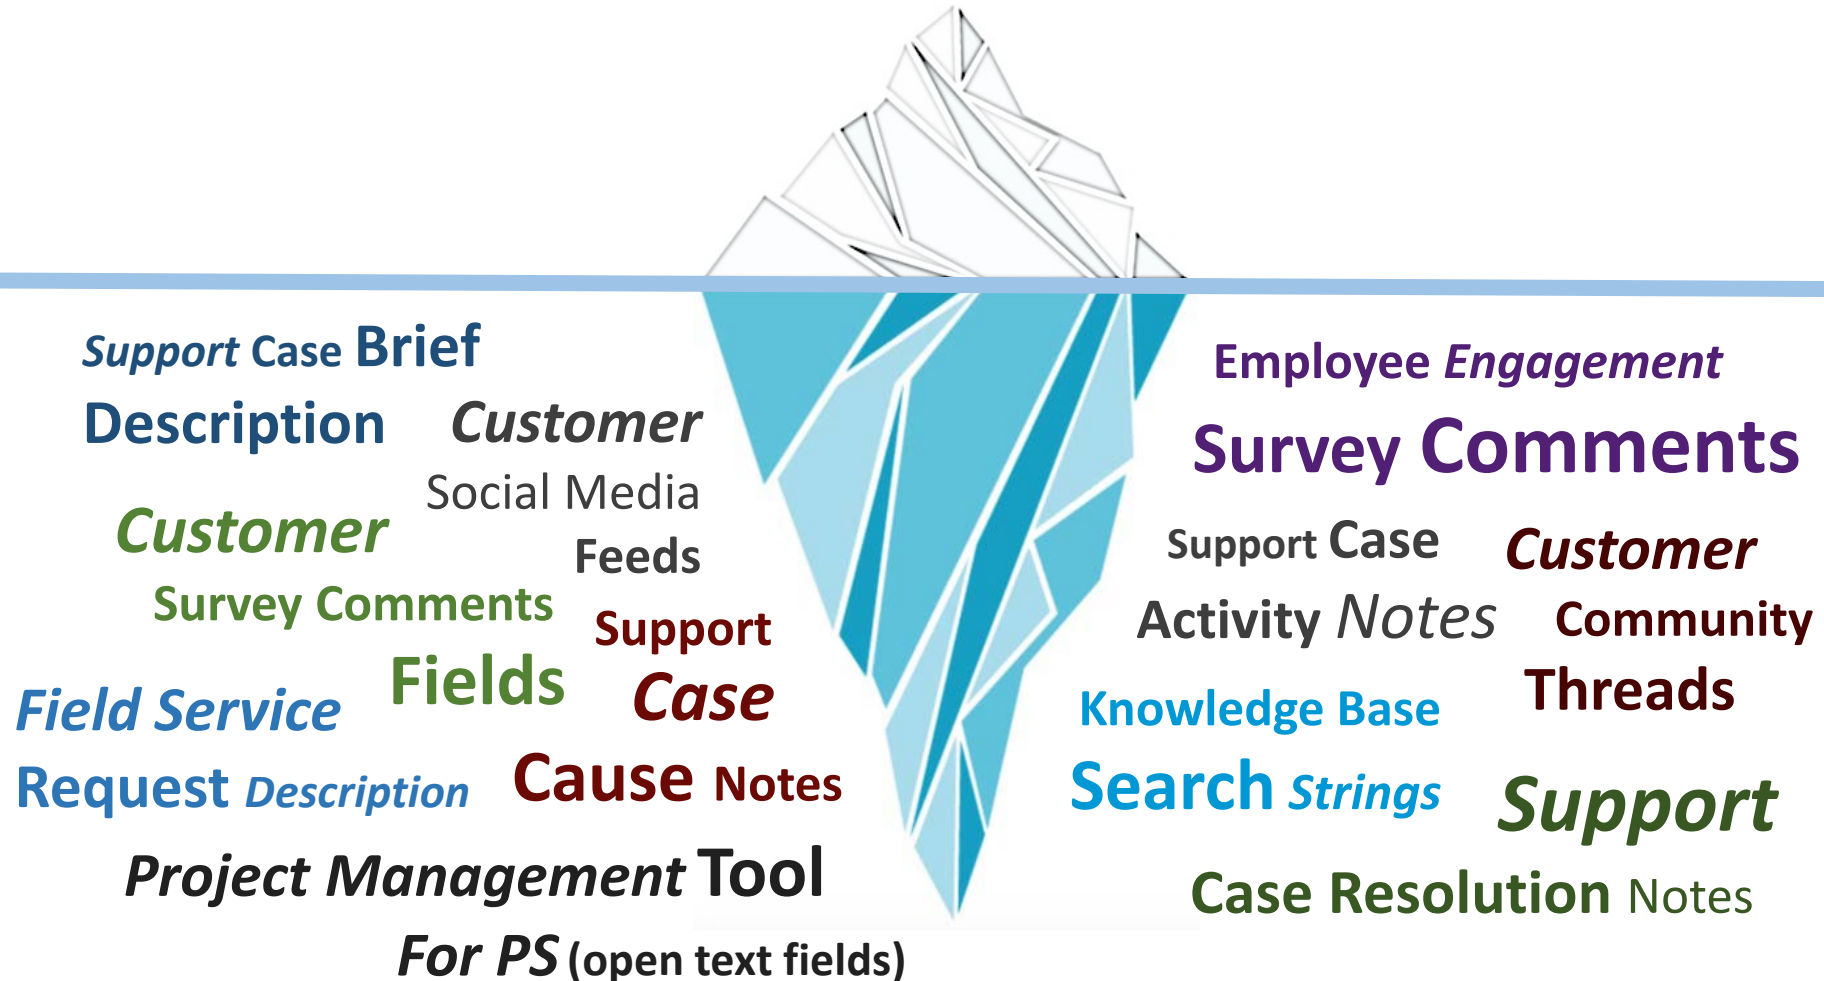 Support Case Brief
Description
Customer
Social Media
Feeds
Customer
Survey Comments
Fields
Support
Case
Cause Notes
Field Service
Request Description
Project Management Tool
For PS (open text fields)
Employee Engagement
Survey Comments
Support Case
Activity Notes
Customer
Community
Threads
Knowledge Base
Search Strings
Support
Case Resolution Notes